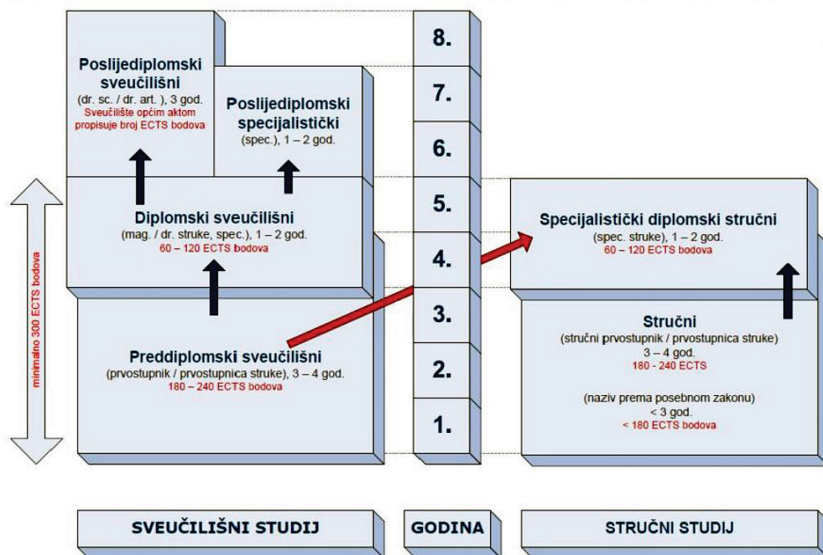 Poslijediplomski
sveučilišni
(dr. sc. / dr. art. ), 3 god.
Sveučilište općim aktom
propisuje broj ECTS bodova
Poslijediplomski
specijalistički
(spec.), 1 – 2 god.
Diplomski sveučilišni
(mag. / dr. struke, spec.), 1 – 2 god.
60 – 120 ECTS bodova
Preddiplomski sveučilišni
(prvostupnik / prvostupnica struke), 3 – 4 god.
180 – 240 ECTS bodova
minimalno 300 ECTS bodova
8.
7.
6.
5.
4.
3.
2.
1.
Specijalistički diplomski stručni
(spec. struke), 1 – 2 god.
60 – 120 ECTS bodova
Stručni
(stručni prvostupnik / prvostupnica struke)
3 – 4 god.
180 - 240 ECTS
(naziv prema posebnom zakonu)
< 3 god.
< 180 ECTS bodova
SVEUČILIŠNI STUDIJ
GODINA
STRUČNI STUDIJ